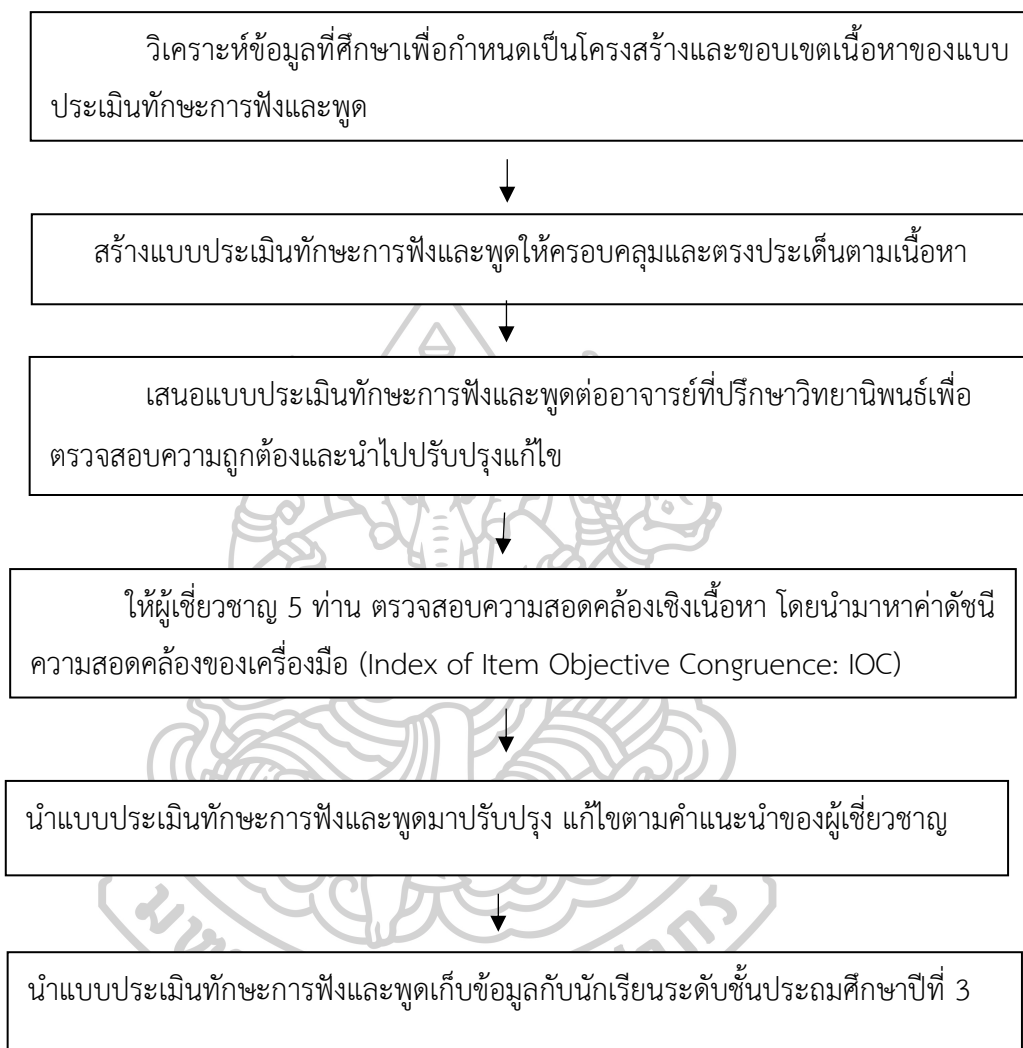 วิเคราะห์ข้อมูลที่ศึกษาเพื่อกำหนดเป็นโครงสร้างและขอบเขตเนื้อหาของแบบ
ประเมินทักษะการฟังและพูด
สร้างแบบประเมินทักษะการฟังและพูดให้ครอบคลุมและตรงประเด็นตามเนื้อหา
เสนอแบบประเมินทักษะการฟังและพูดต่ออาจารย์ที่ปรึกษาวิทยานิพนธ์เพื่อ
ตรวจสอบความถูกต้องและนำไปปรับปรุงแก้ไข
ให้ผู้เชี่ยวชาญ 5 ท่าน ตรวจสอบความสอดคล้องเชิงเนื้อหา โดยนำมาหาค่าดัชนี
ความสอดคล้องของเครื่องมือ (Index of Item Objective Congruence: IOC)
นำแบบประเมินทักษะการฟังและพูดมาปรับปรุง แก้ไขตามคำแนะนำของผู้เชี่ยวชาญ
นำแบบประเมินทักษะการฟังและพูดเก็บข้อมูลกับนักเรียนระดับชั้นประถมศึกษาปีที่ 3